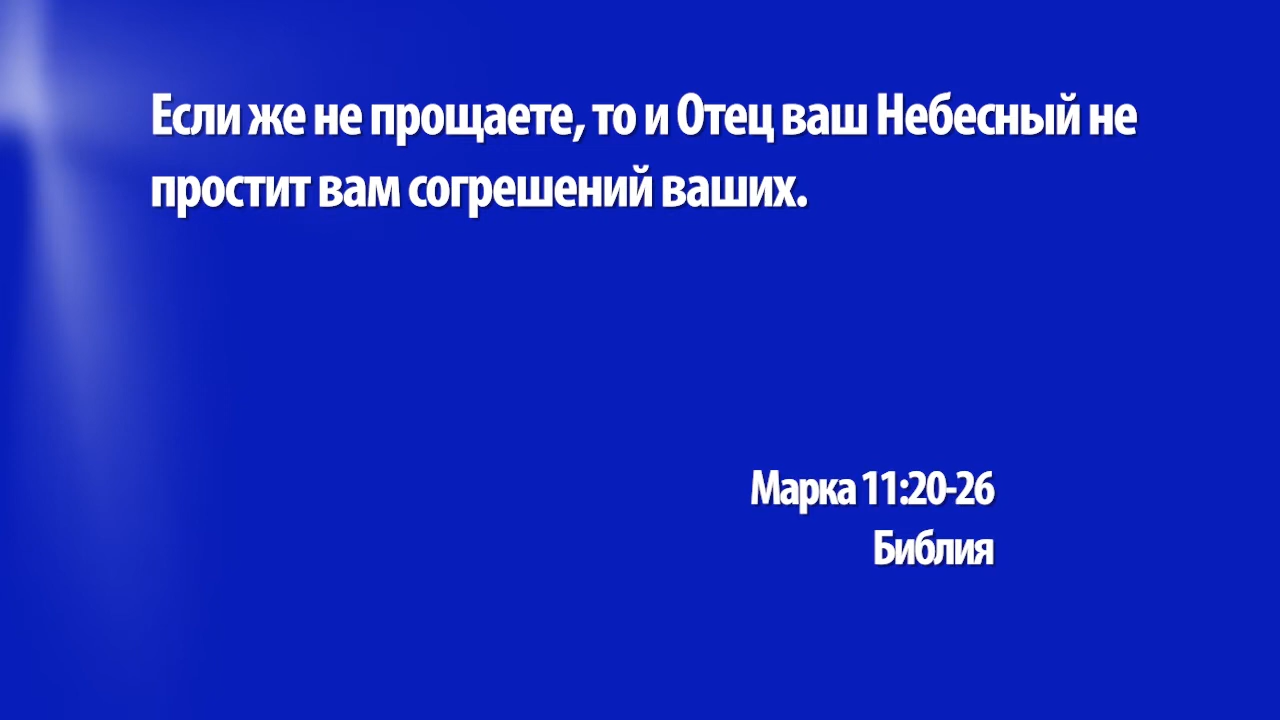 Если же не прощаете, то и Отец ваш Небесный не
простит вам согрешений ваших.
Марка 11:20-26
Библия